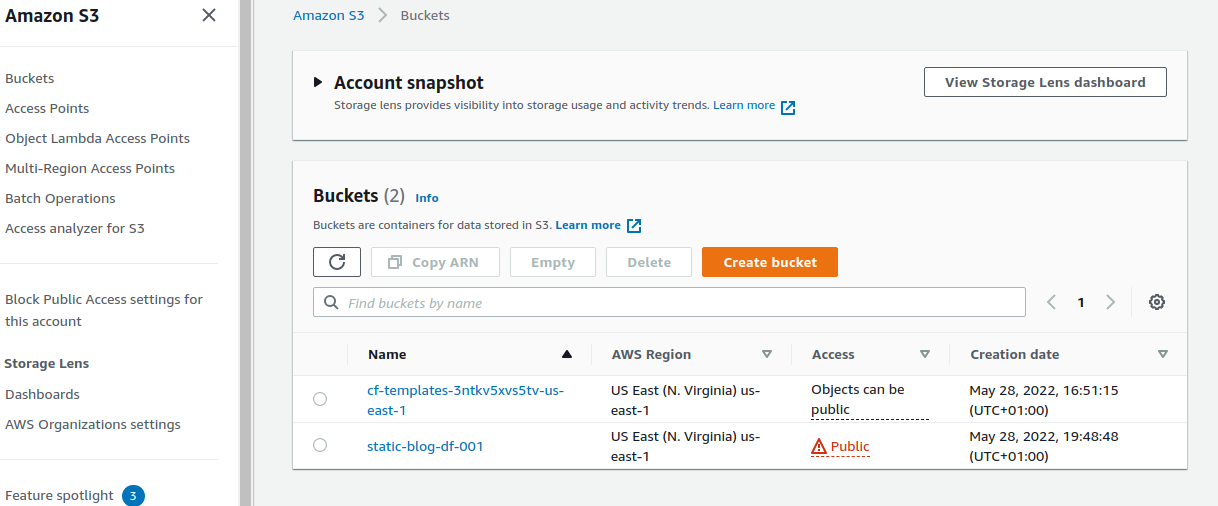 Amazon S3
Buckets
Access Points
Object Lambda Access Points
Multi-Region Access Points
Batch Operations
Access analyzer for S3
Block Public Access settings for
this account
Storage Lens
Dashboards
AWS Organizations settings
Feature spotlight 3
Amazon S3 Buckets
Account snapshot
Storage lens provides visibility into storage usage and activity trends. Learn more
View Storage Lens dashboard
Buckets (2) Info
Buckets are containers for data stored in S3. Learn more
Copy ARN Empty Delete Create bucket
Find buckets by name
1
Name AWS Region Access Creation date
cf-templates-3ntkv5xvs5tv-us- US East (N. Virginia) us- Objects can be May 28, 2022, 16:51:15
east-1 east-1 public (UTC+01:00)
static-blog-df-001 US East (N. Virginia) us- Public May 28, 2022, 19:48:48
east-1 (UTC+01:00)